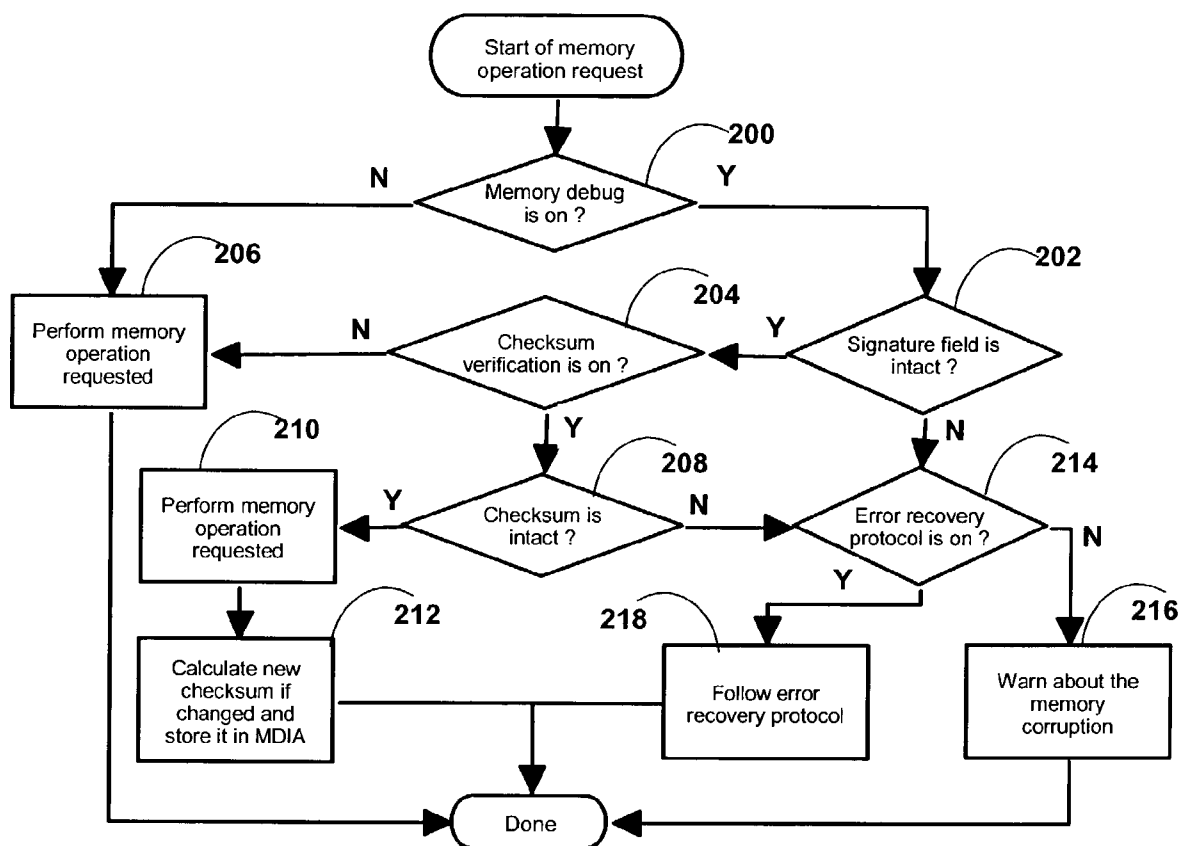 Start of memory
operation request
200
N
Memory debug
is on ?
Y
206
204
202
Perform memory
operation
requested
N
Checksum
verification is on ?
Y
Signature field is
intact ?
210
Y
N
208
214
Perform memory
operation
requested
Y
Checksum is
intact ?
N
Error recovery
protocol is on ?
N
Y
212
218
216
Calculate new
checksum if
changed and
store it in MDIA
Follow error
recovery protocol
Warn about the
memory
corruption
Done